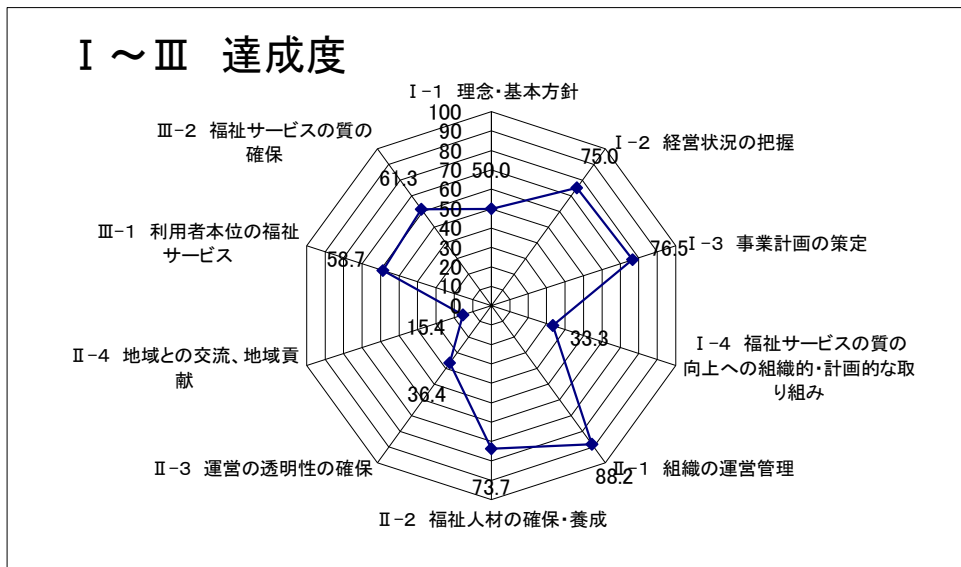 Ⅰ～Ⅲ 達成度
Ⅰ-1 理念・基本方針
Ⅰ-2 経営状況の把握
Ⅰ-3 事業計画の策定
Ⅰ-4 福祉サービスの質の
向上への組織的・計画的な取
り組み
Ⅱ-1 組織の運営管理
Ⅱ-2 福祉人材の確保・養成
Ⅱ-3 運営の透明性の確保
Ⅱ-4 地域との交流、地域貢
献
Ⅲ-1 利用者本位の福祉
サービス
Ⅲ-2 福祉サービスの質の
確保
100
90
80
70
60
50
40
30
20
10
0
50.0
75.0
76.5
33.3
88.2
73.7
36.4
15.4
58.7
61.3